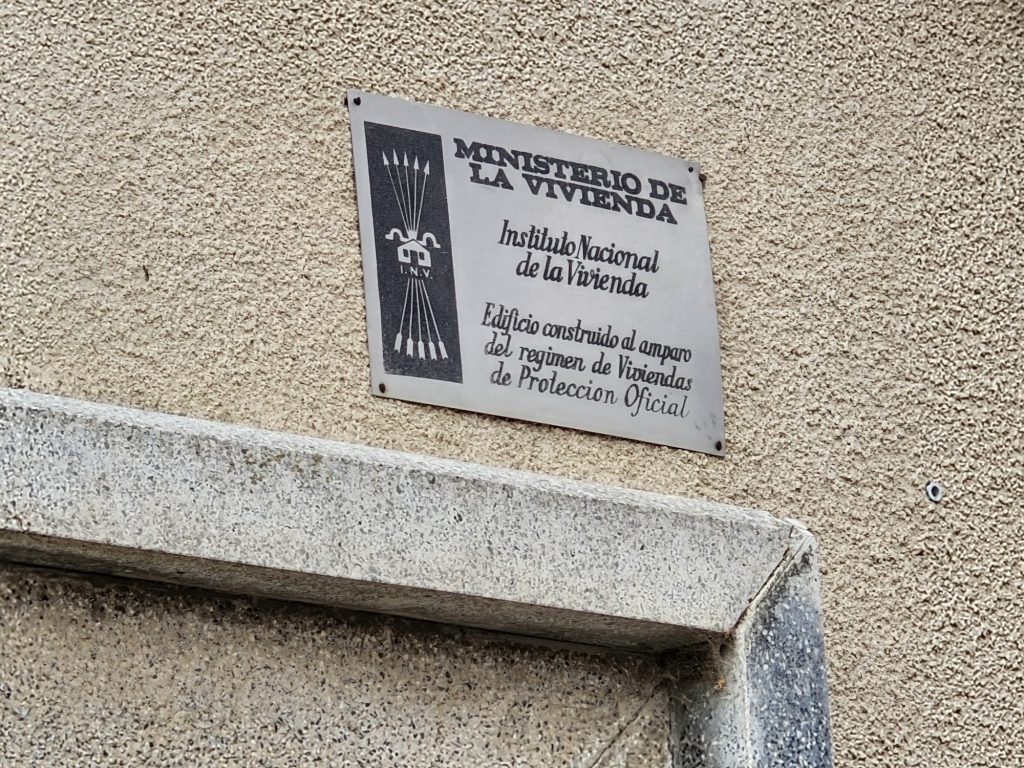 MINISTERIO DE
LA VIVIENDA
Instituto Nacional
de la Vivienda
Edificio construido al amparo
del regimen de Viviendas
de Proteccion Oficial
I.N.V.